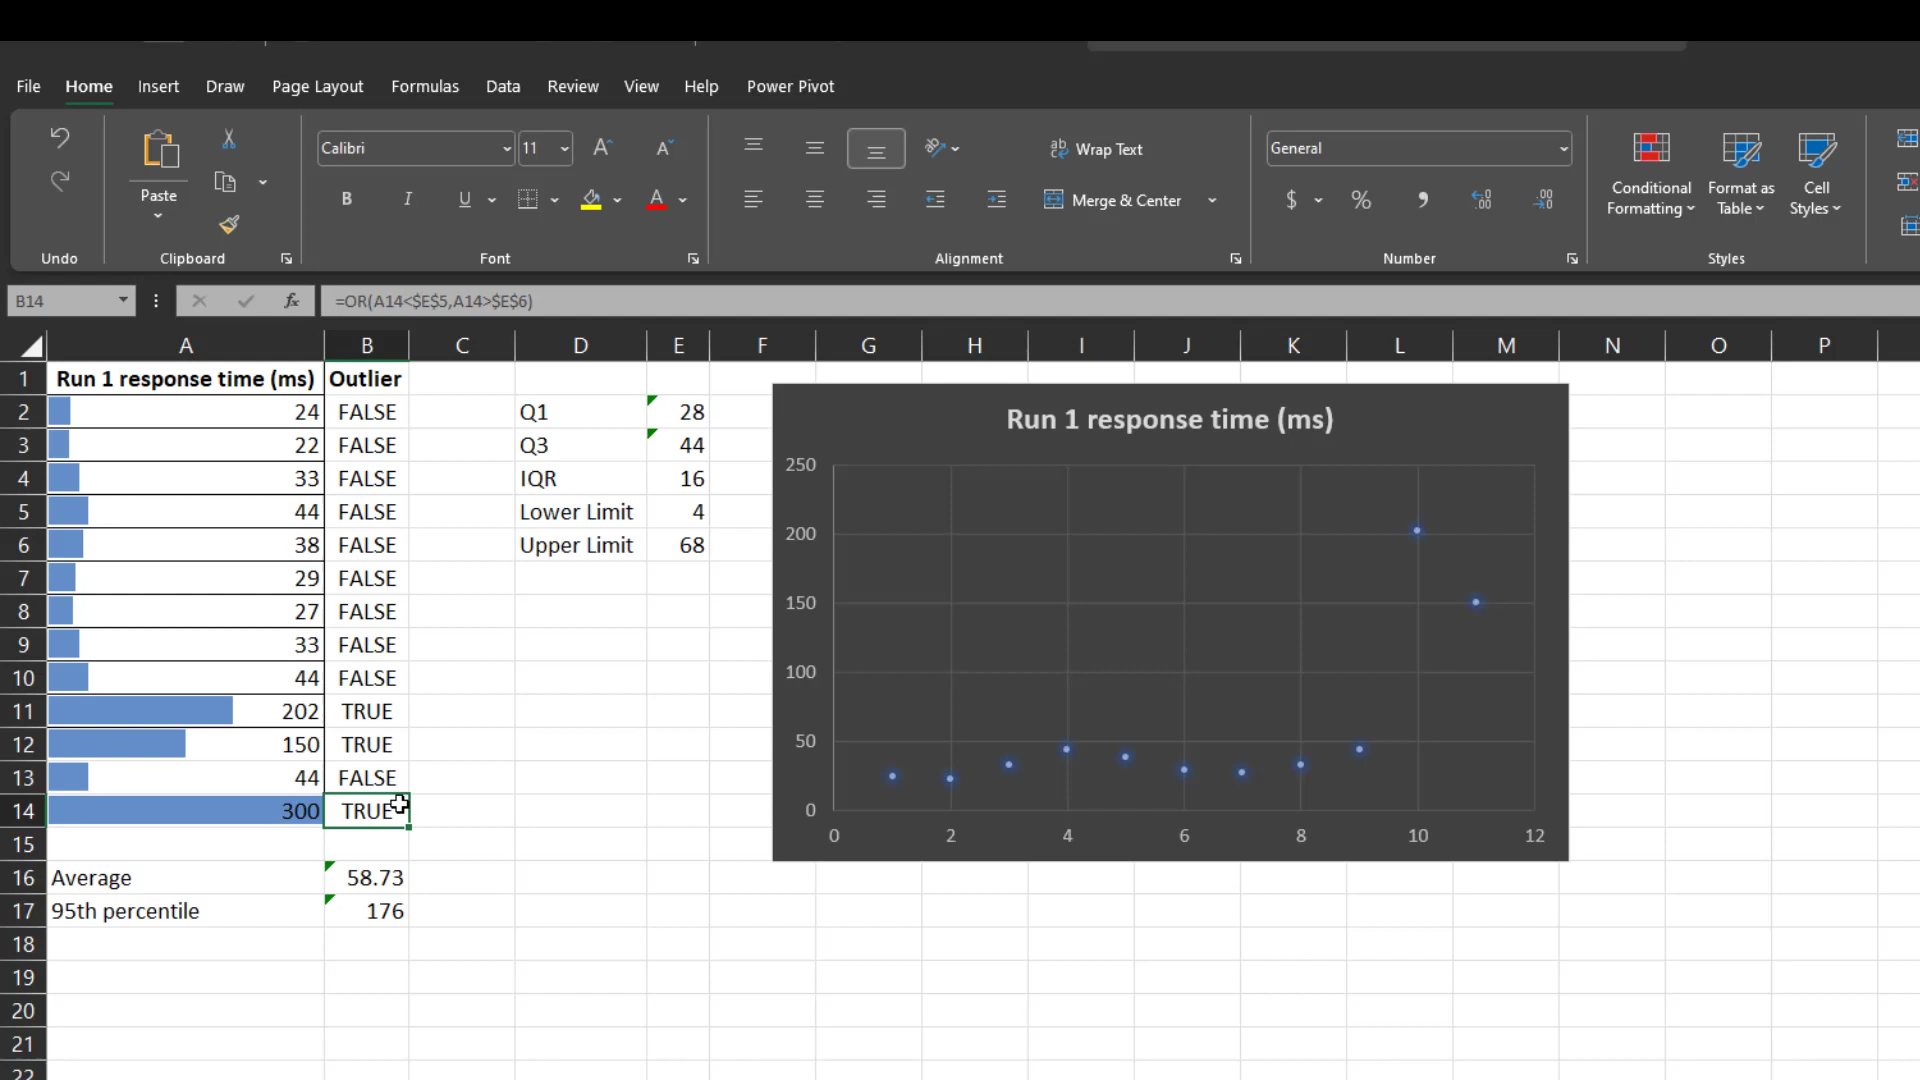 File Home Insert Draw Page Layout Formulas Data Review View Help Power Pivot
Calibri 11 A A ab Wrap Text General
Paste B I U A Merge & Center $ % , Conditional Formatting Format as Table Cell Styles
Undo Clipboard Font Alignment Number Styles
B14 fx =OR(A14<$E$5,A14>$E$6)
A B C D E F G H I J K L M N O P
1 Run 1 response time (ms) Outlier
2 24 FALSE Q1 28
3 22 FALSE Q3 44
4 33 FALSE IQR 16
5 44 FALSE Lower Limit 4
6 38 FALSE Upper Limit 68
7 29 FALSE
8 27 FALSE
9 33 FALSE
10 44 FALSE
11 202 TRUE
12 150 TRUE
13 44 FALSE
14 300 TRUE
15
16 Average 58.73
17 95th percentile 176
18
19
20
21
22
Run 1 response time (ms)
250
200
150
100
50
0
0 2 4 6 8 10 12